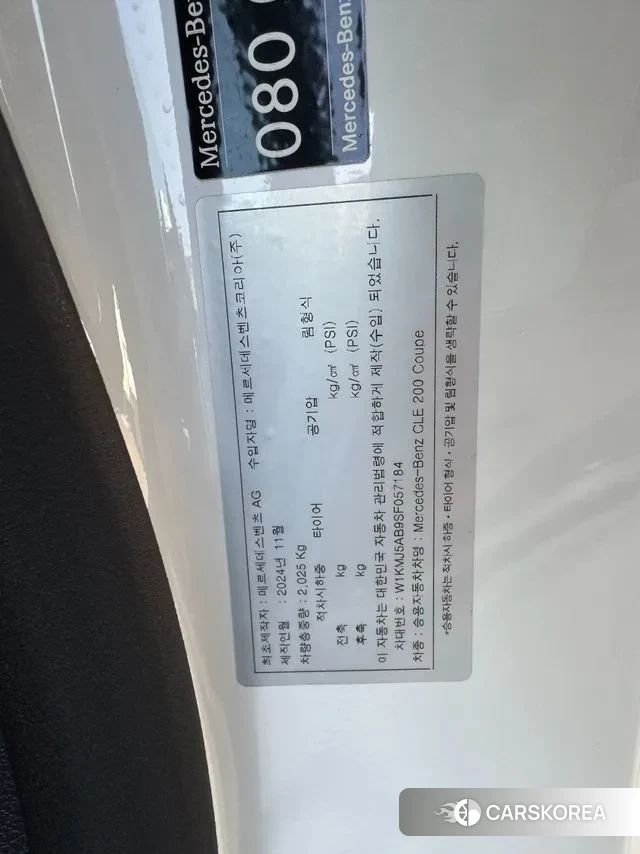 Mercedes-Be
080
Mercedes-Benz
최초제작자 : 메르세데스벤츠 AG 수입자명 : 메르세데스벤츠코리아(주)
제작연월 : 2024년 11월
차량총중량 : 2,025 Kg
적차시하중 타이어 공기압 림형식
전축 kg kg/㎠ (PSI)
후축 kg kg/㎠ (PSI)
이 자동차는 대한민국 자동차 관리법령에 적합하게 제작(수입) 되었습니다.
차대번호 : W1KMJ5AB9SF057184
차종 : 승용자동차차명 : Mercedes-Benz CLE 200 Coupe
*승용자동차는 적차시 하중·타이어 형식·공기압 및 림형식을 생략할 수 있습니다.
CARSKOREA